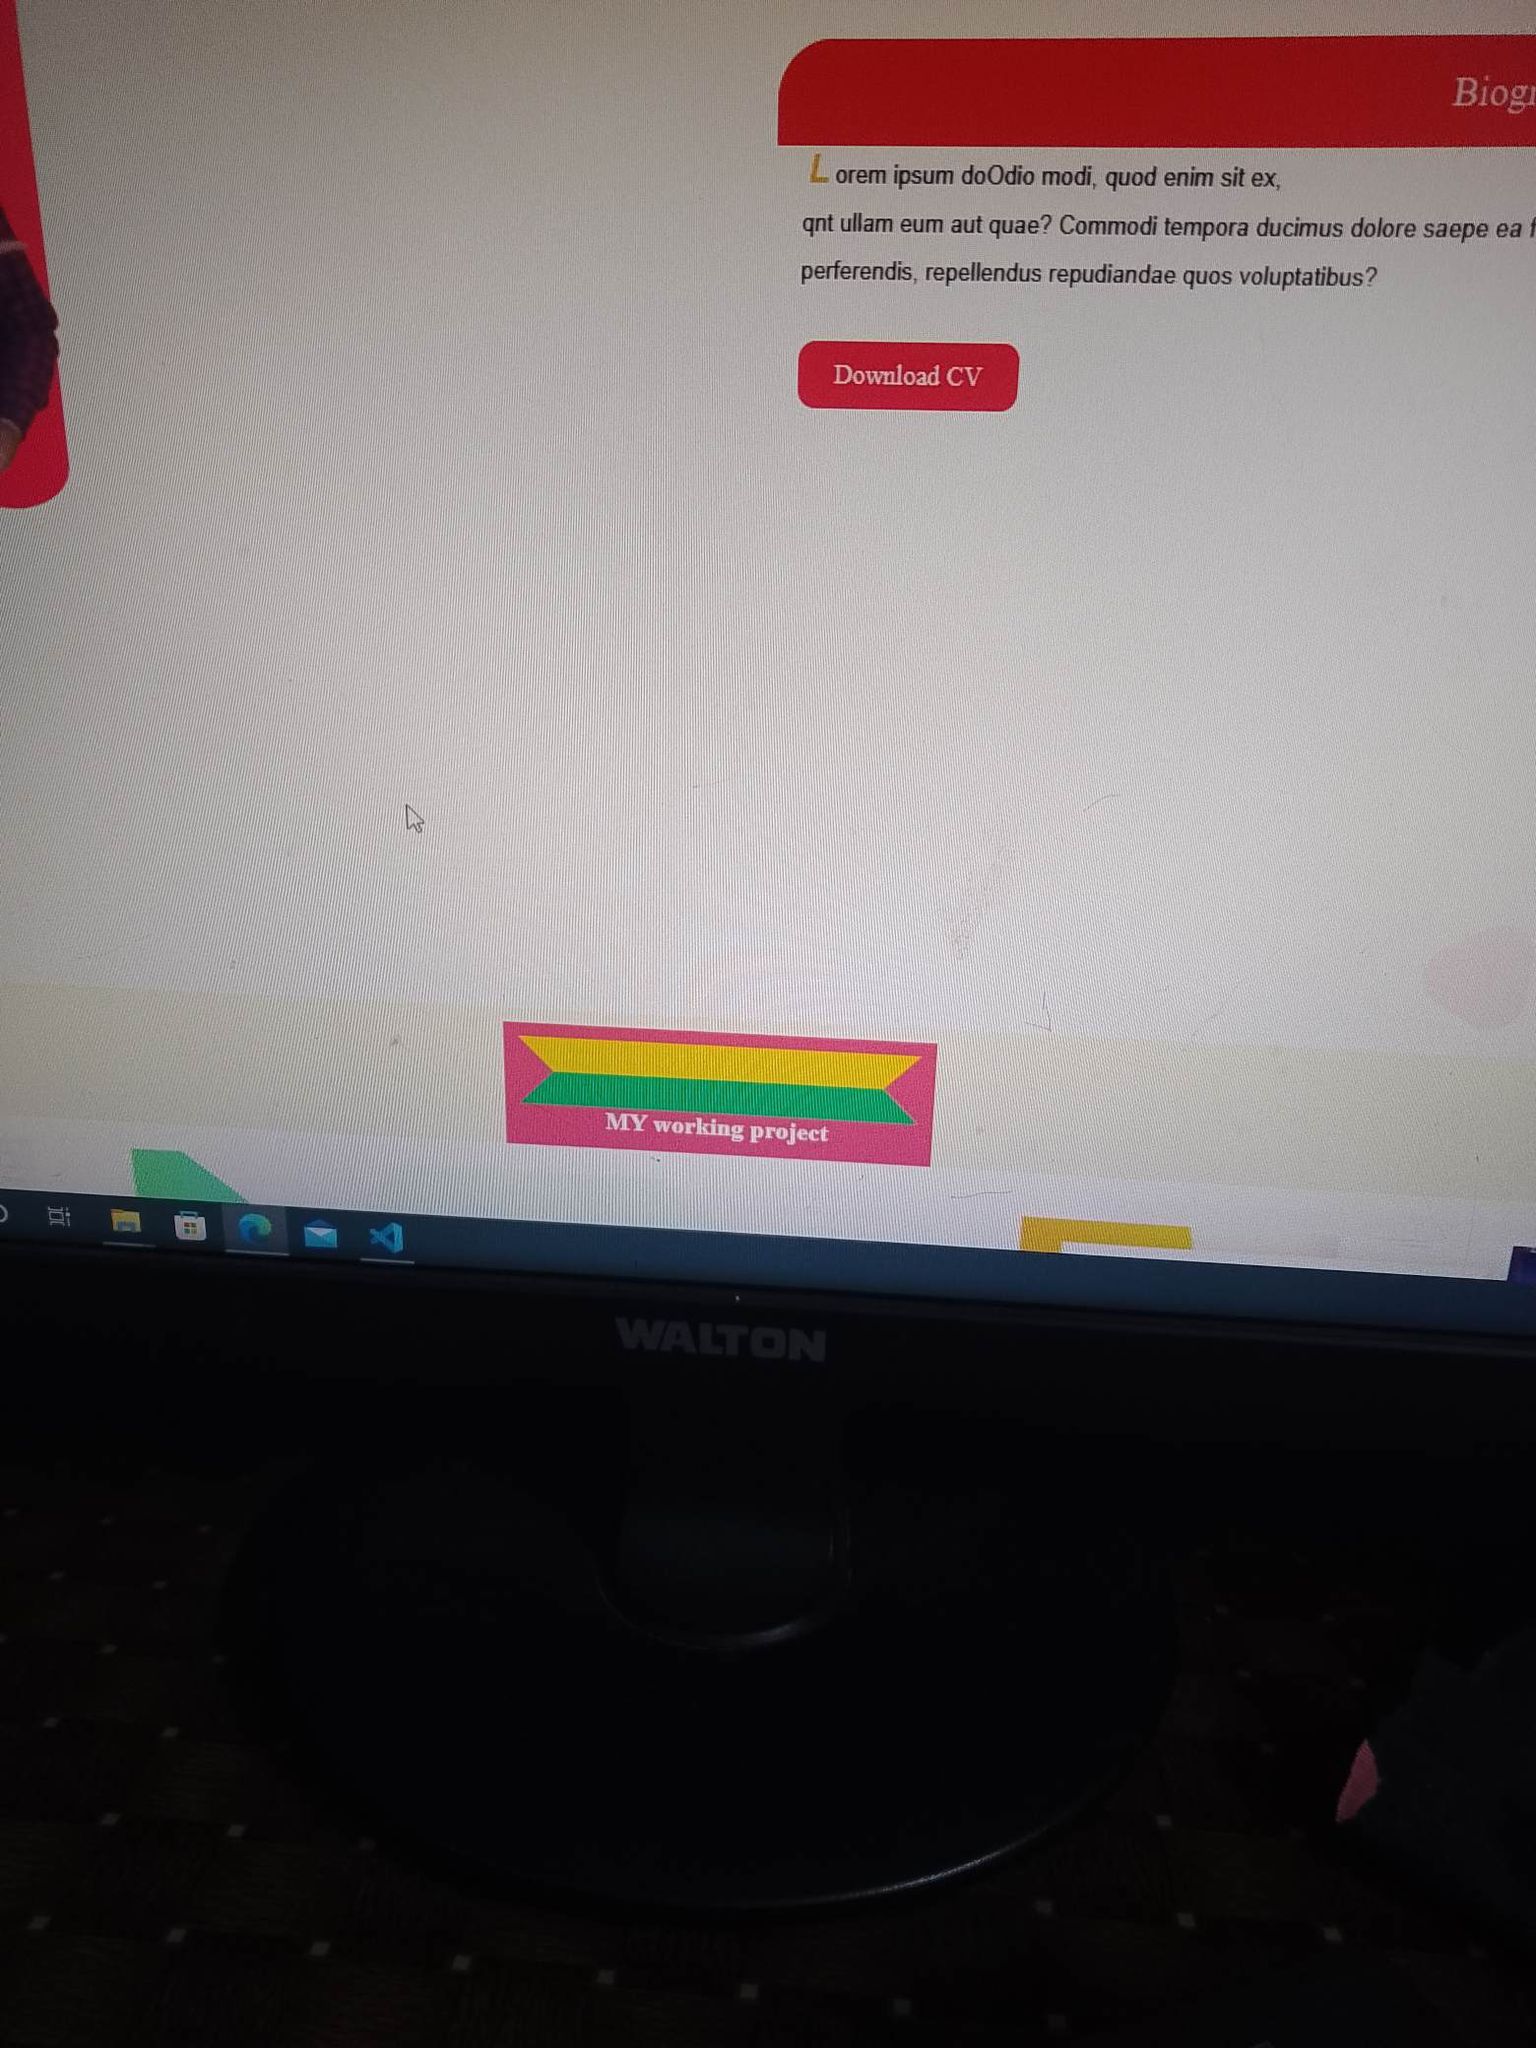 Biogr
Lorem ipsum doOdio modi, quod enim sit ex,
qnt ullam eum aut quae? Commodi tempora ducimus dolore saepe ea f
perferendis, repellendus repudiandae quos voluptatibus?
Download CV
MY working project
WALTON